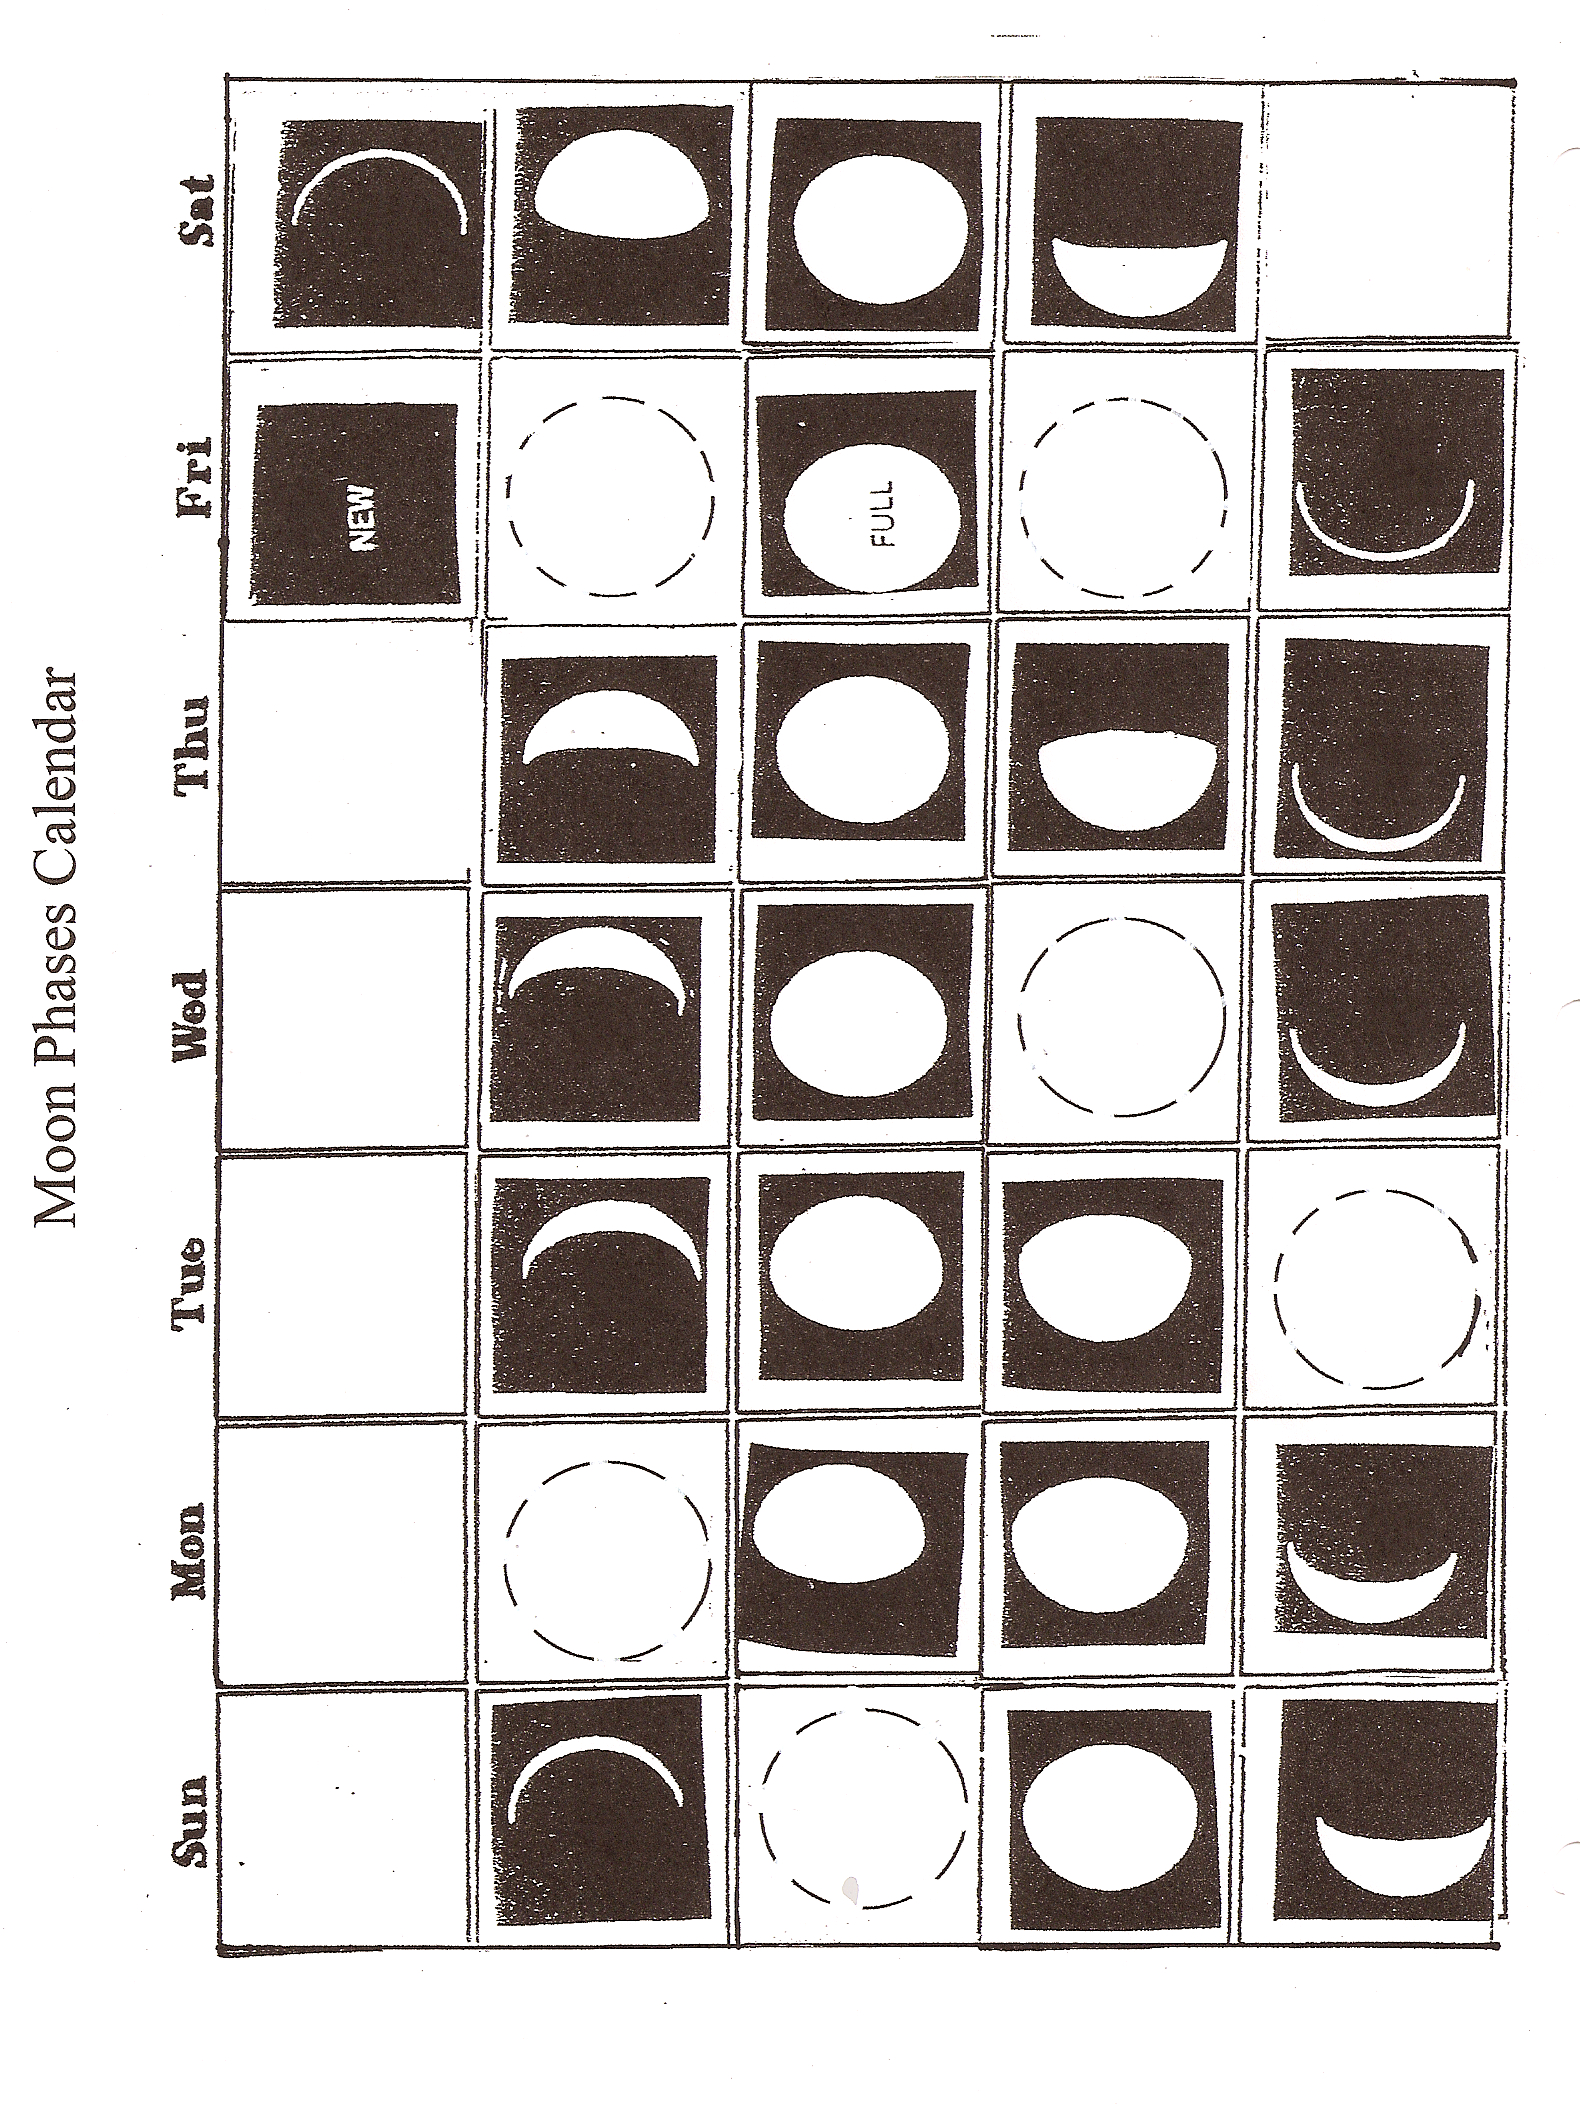 Moon Phases Calendar
Sun Mon Tue Wed Thu Fri Sat
NEW
FULL